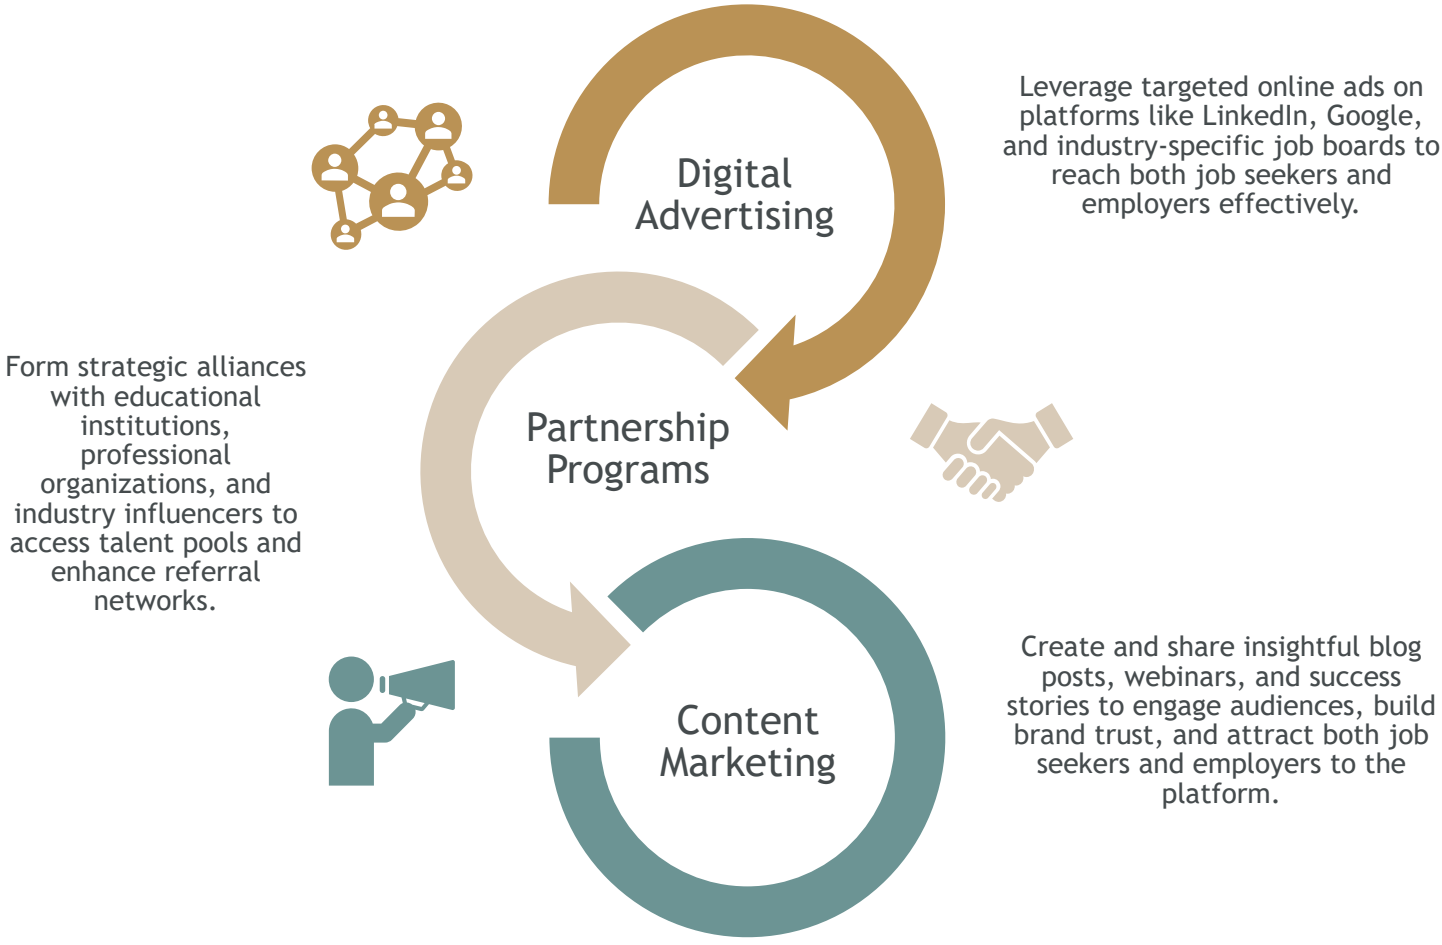 Digital
Advertising
Leverage targeted online ads on
platforms like LinkedIn, Google,
and industry-specific job boards to
reach both job seekers and
employers effectively.
Partnership
Programs
Form strategic alliances
with educational
institutions,
professional
organizations, and
industry influencers to
access talent pools and
enhance referral
networks.
Content
Marketing
Create and share insightful blog
posts, webinars, and success
stories to engage audiences, build
brand trust, and attract both job
seekers and employers to the
platform.